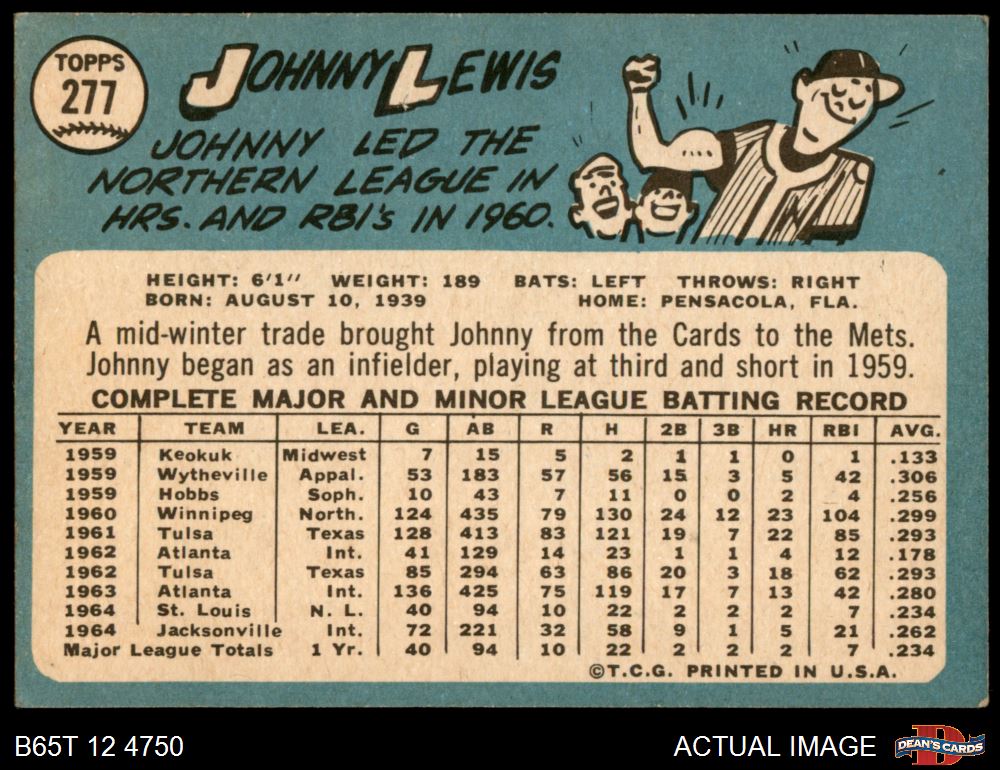 TOPPS
277
JOHNNY LEWIS
JOHNNY LED THE
NORTHERN LEAGUE IN
HRS. AND RBI's IN 1960.
HEIGHT: 6'1" WEIGHT: 189 BATS: LEFT THROWS: RIGHT
BORN: AUGUST 10, 1939 HOME: PENSACOLA, FLA.
A mid-winter trade brought Johnny from the Cards to the Mets.
Johnny began as an infielder, playing at third and short in 1959.
COMPLETE MAJOR AND MINOR LEAGUE BATTING RECORD
YEAR TEAM LEA. G AB R H 2B 3B HR RBI AVG.
1959 Keokuk Midwest 7 15 5 2 1 1 0 1 .133
1959 Wytheville Appal. 53 183 57 56 15 3 5 42 .306
1959 Hobbs Soph. 10 43 7 11 0 0 2 4 .256
1960 Winnipeg North. 124 435 79 130 24 12 23 104 .299
1961 Tulsa Texas 128 413 83 121 19 7 22 85 .293
1962 Atlanta Int. 41 129 14 23 1 1 4 12 .178
1962 Tulsa Texas 85 294 63 86 20 3 18 62 .293
1963 Atlanta Int. 136 425 75 119 17 7 13 42 .280
1964 St. Louis N. L. 40 94 10 22 2 2 2 7 .234
1964 Jacksonville Int. 72 221 32 58 9 1 5 21 .262
Major League Totals 1 Yr. 40 94 10 22 2 2 2 7 .234
©T.C.G. PRINTED IN U.S.A.
B65T 12 4750 ACTUAL IMAGE DEAN'S CARDS